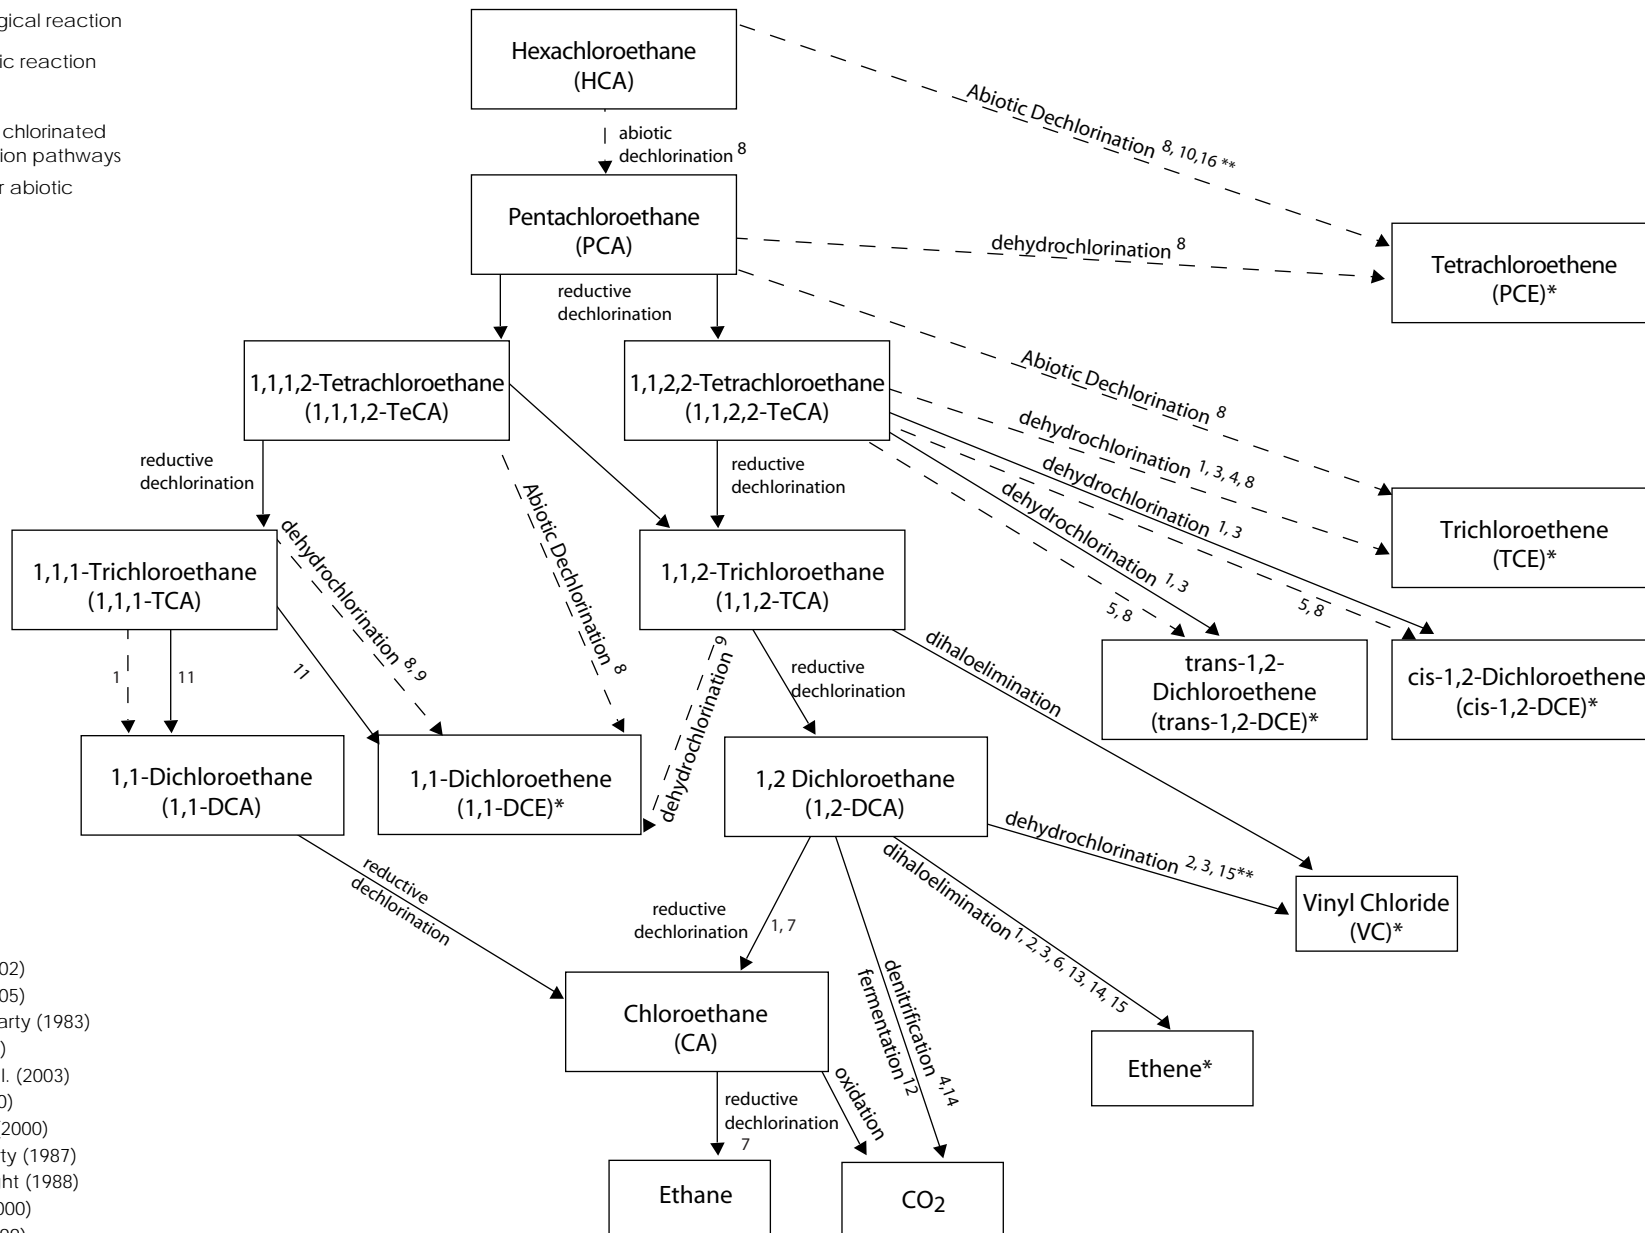 gical reaction
ic reaction
chlorinated
ion pathways
r abiotic
Hexachloroethane
(HCA)
Abiotic Dechlorination 8, 10,16 **
abiotic
dechlorination 8
Pentachloroethane
(PCA)
dehydrochlorination 8
Tetrachloroethene
(PCE)*
reductive
dechlorination
Abiotic Dechlorination 8
1,1,1,2-Tetrachloroethane
(1,1,1,2-TeCA)
1,1,2,2-Tetrachloroethane
(1,1,2,2-TeCA)
dehydrochlorination 1, 3, 4, 8
dehydrochlorination 1, 3
dehydrochlorination 1, 3
5, 8
5, 8
reductive
dechlorination
Abiotic Dechlorination 8
reductive
dechlorination
Trichloroethene
(TCE)*
1,1,1-Trichloroethane
(1,1,1-TCA)
dehydrochlorination 8, 9
1,1,2-Trichloroethane
(1,1,2-TCA)
trans-1,2-
Dichloroethene
(trans-1,2-DCE)*
cis-1,2-Dichloroethene
(cis-1,2-DCE)*
1
11
11
dehydrochlorination 9
reductive
dechlorination
dihaloelimination
1,1-Dichloroethane
(1,1-DCA)
1,1-Dichloroethene
(1,1-DCE)*
1,2 Dichloroethane
(1,2-DCA)
dehydrochlorination 2, 3, 15**
Vinyl Chloride
(VC)*
reductive
dechlorination
reductive
dechlorination
1, 7
dihaloelimination 1, 2, 3, 6, 13, 14, 15
denitrification 4,14
fermentation 12
Chloroethane
(CA)
Ethene*
reductive
dechlorination
7
oxidation
Ethane
CO2
02)
05)
arty (1983)
)
l. (2003)
0)
(2000)
ty (1987)
ht (1988)
000)